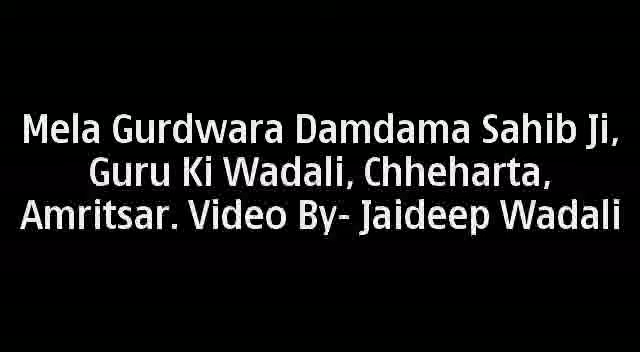 Mela Gurdwara Damdama Sahib Ji,
Guru Ki Wadali, Chheharta,
Amritsar. Video By- Jaideep Wadali